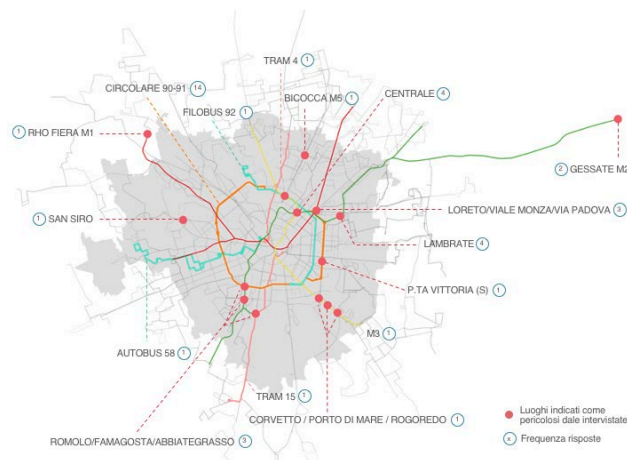 TRAM 4 1
CIRCOLARE 90-91 14
BICOCCA M5 1
CENTRALE 4
FILOBUS 92 1
1 RHO FIERA M1
2 GESSATE M2
1 SAN SIRO
LORETO/VIALE MONZA/VIA PADOVA 3
LAMBRATE 4
P.TA VITTORIA (S) 1
M3 1
AUTOBUS 58 1
TRAM 15 1
CORVETTO / PORTO DI MARE / ROGOREDO 1
ROMOLO/FAMAGOSTA/ABBIATEGRASSO 3
Luoghi indicati come
pericolosi dale intervistate
x Frequenza risposte